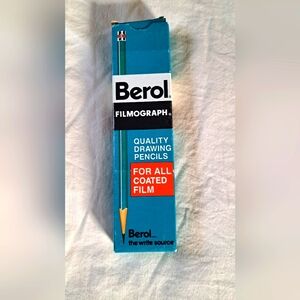 Berol®
FILMOGRAPH®
QUALITY
DRAWING
PENCILS
FOR ALL
COATED
FILM
Berol
the write source